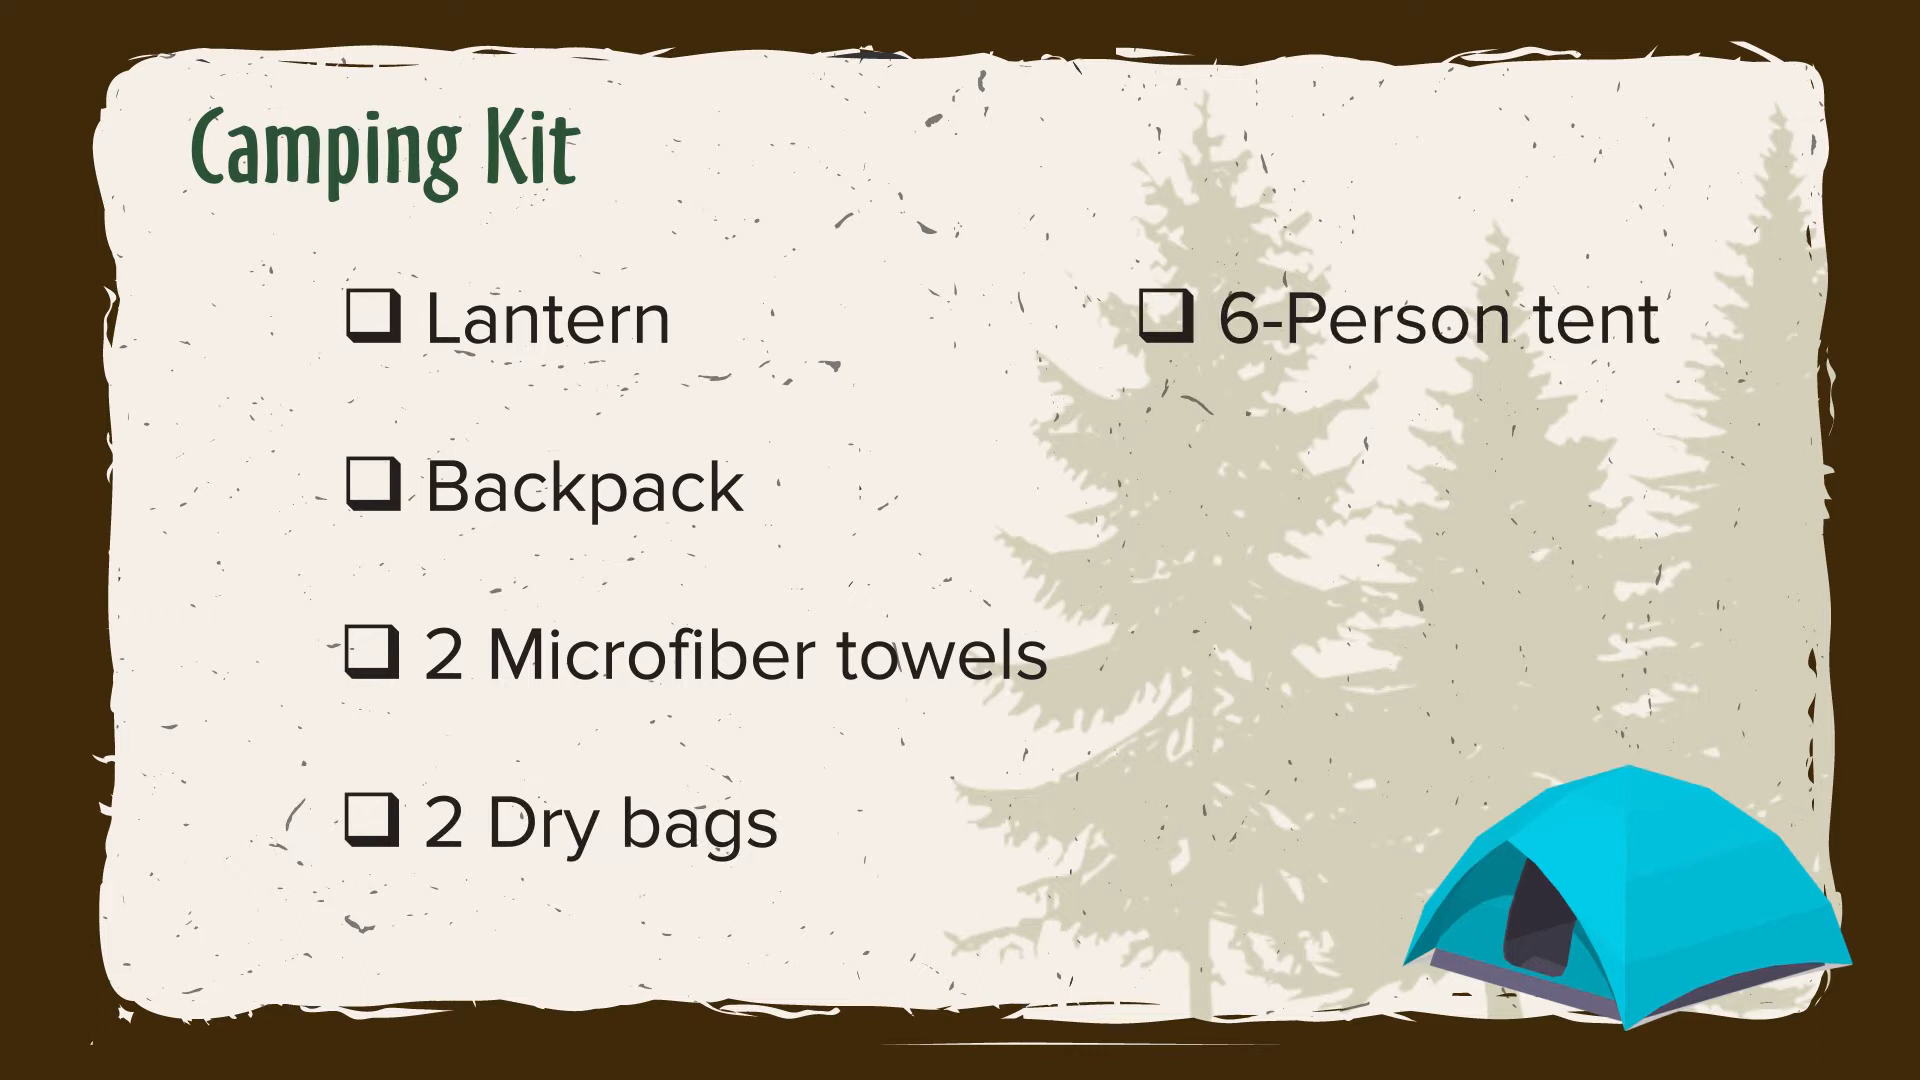 Camping Kit
❑ Lantern
❑ Backpack
❑ 2 Microfiber towels
❑ 2 Dry bags
❑ 6-Person tent